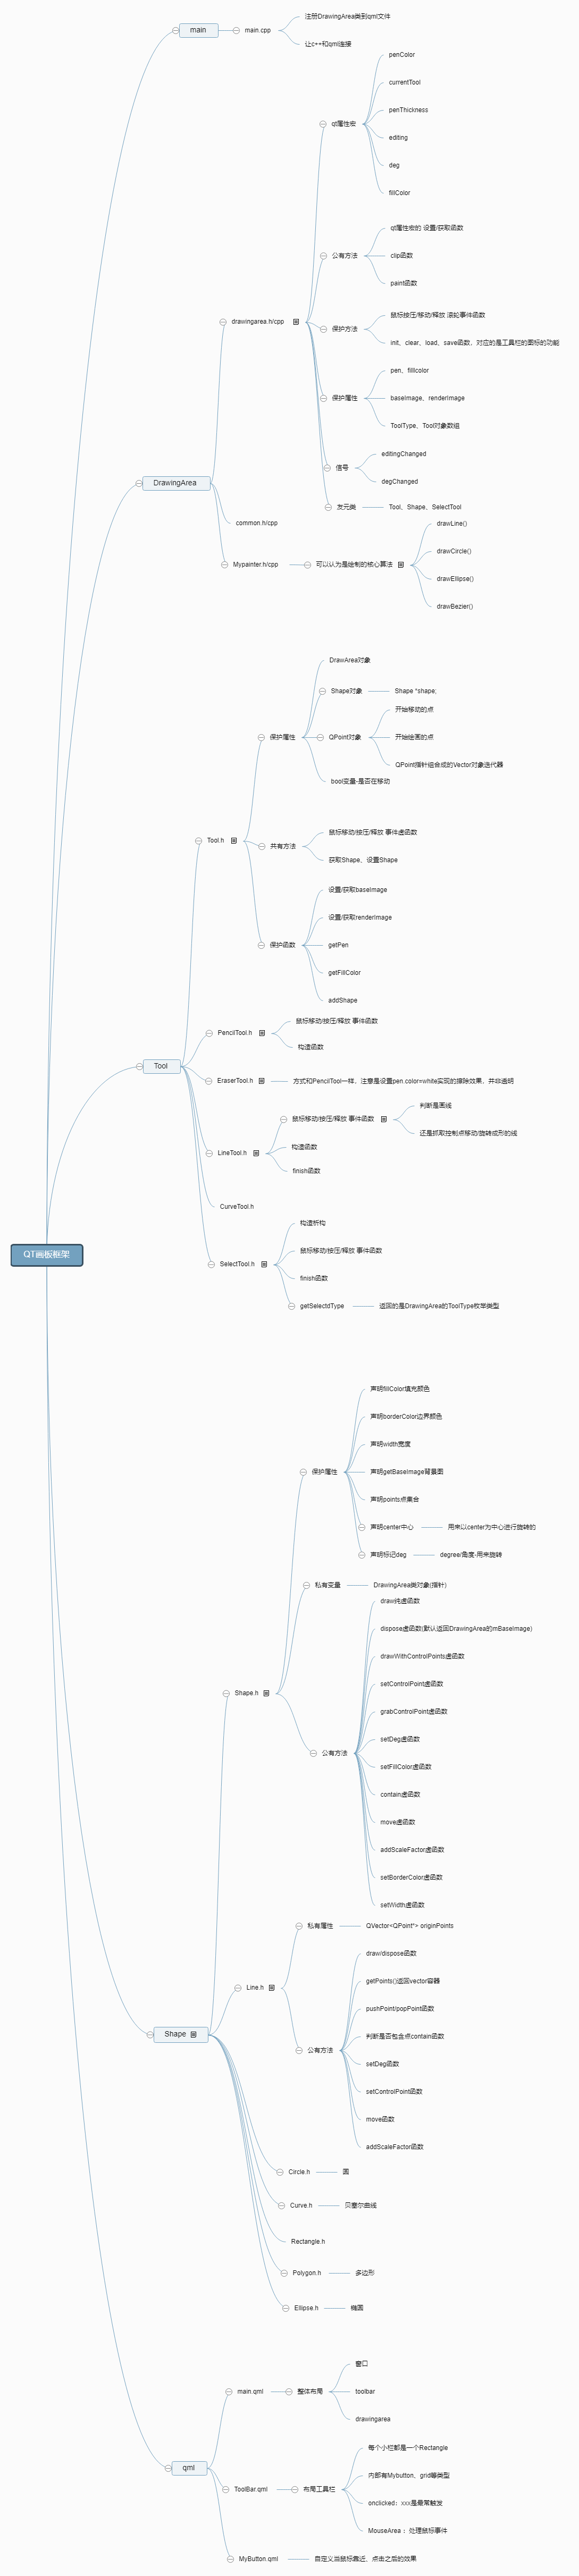 main
main.cpp
注册DrawingArea类到qml文件
让c++和qml连接
DrawingArea
drawingarea.h/cpp
qt属性宏
penColor
currentTool
penThickness
editing
deg
fillColor
公有方法
qt属性宏的 设置/获取函数
clip函数
paint函数
保护方法
鼠标按压/移动/释放 滚轮事件函数
init、clear、load、save函数，对应的是工具栏的图标的功能
保护属性
pen、fillcolor
baseImage、renderImage
ToolType、Tool对象数组
信号
editingChanged
degChanged
发元类
Tool、Shape、SelectTool
common.h/cpp
Mypainter.h/cpp
可以认为是绘制的核心算法
drawLine()
drawCircle()
drawEllipse()
drawBezier()
Tool
Tool.h
保护属性
DrawArea对象
Shape对象
Shape *shape;
QPoint对象
开始移动的点
开始绘画的点
QPoint指针组合成的Vector对象迭代器
bool变量-是否在移动
共有方法
鼠标移动/按压/释放 事件虚函数
获取Shape、设置Shape
保护函数
设置/获取baseImage
设置/获取renderImage
getPen
getFillColor
addShape
PencilTool.h
鼠标移动/按压/释放 事件函数
构造函数
EraserTool.h
方式和PencilTool一样，注意是设置pen.color=white实现的擦除效果，并非透明
LineTool.h
鼠标移动/按压/释放 事件函数
判断是画线
还是抓取控制点移动/旋转成形的线
构造函数
finish函数
CurveTool.h
SelectTool.h
构造析构
鼠标移动/按压/释放 事件函数
finish函数
getSelectdType
返回的是DrawingArea的ToolType枚举类型
QT画板框架
Shape
Shape.h
保护属性
声明fillColor填充颜色
声明borderColor边界颜色
声明width宽度
声明getBaseImage背景图
声明points点集合
声明center中心
用来以center为中心进行旋转的
声明标记deg
degree/角度-用来旋转
私有变量
DrawingArea类对象(指针)
公有方法
draw纯虚函数
dispose虚函数(默认返回DrawingArea的mBaseImage)
drawWithControlPoints虚函数
setControlPoint虚函数
grabControlPoint虚函数
setDeg虚函数
setFillColor虚函数
contain虚函数
move虚函数
addScaleFactor虚函数
setBorderColor虚函数
setWidth虚函数
Line.h
私有属性
QVector<QPoint*> originPoints
公有方法
draw/dispose函数
getPoints()返回vector容器
pushPoint/popPoint函数
判断是否包含点contain函数
setDeg函数
setControlPoint函数
move函数
addScaleFactor函数
Circle.h
圆
Curve.h
贝塞尔曲线
Rectangle.h
Polygon.h
多边形
Ellipse.h
椭圆
qml
main.qml
整体布局
窗口
toolbar
drawingarea
ToolBar.qml
布局工具栏
每个小栏都是一个Rectangle
内部有Mybutton、grid等类型
onclicked：xxx是最常触发
MouseArea ：处理鼠标事件
MyButton.qml
自定义当鼠标靠近、点击之后的效果